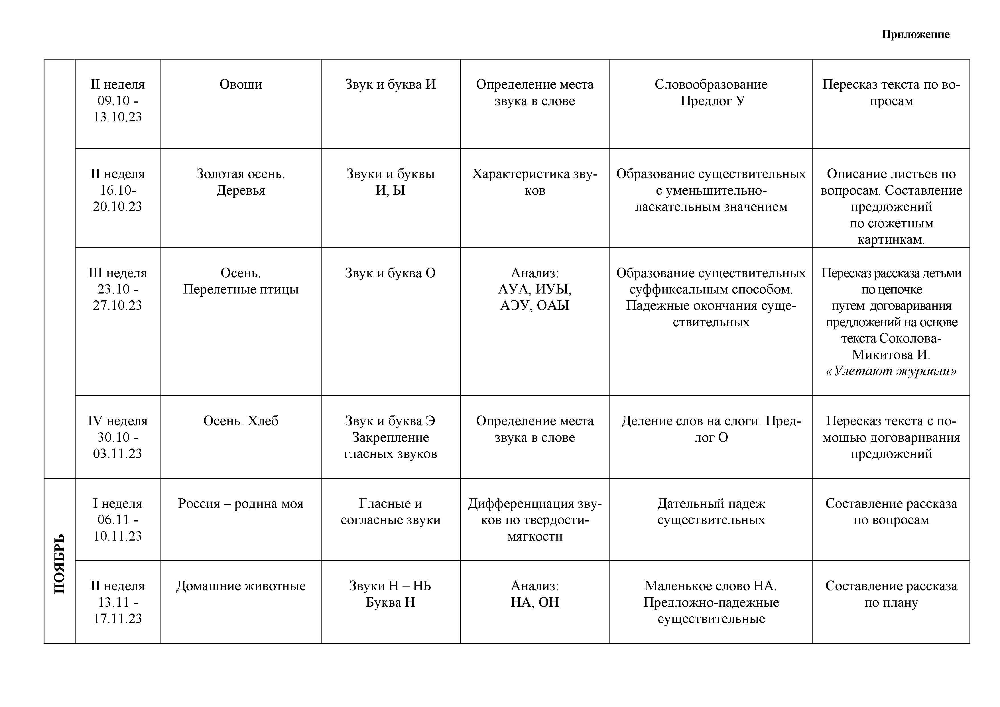 Приложение
II неделя
09.10 -
13.10.23
Овощи
Звук и буква И
Определение места
звука в слове
Словообразование
Предлог У
Пересказ текста по во-
просам
II неделя
16.10-
20.10.23
Золотая осень.
Деревья
Звуки и буквы
И, Ы
Характеристика зву-
ков
Образование существительных
с уменьшительно-
ласкательным значением
Описание листьев по
вопросам. Составление
предложений
по сюжетным
картинкам.
III неделя
23.10 -
27.10.23
Осень.
Перелетные птицы
Звук и буква О
Анализ:
АУА, ИУЫ,
АЭУ, ОАЫ
Образование существительных
суффиксальным способом.
Падежные окончания суще-
ствительных
Пересказ рассказа детьми
по цепочке
путем договаривания
предложений на основе
текста Соколова-
Микитова И.
«Улетают журавли»
IV неделя
30.10 -
03.11.23
Осень. Хлеб
Звук и буква Э
Закрепление
гласных звуков
Определение места
звука в слове
Деление слов на слоги. Пред-
лог О
Пересказ текста с по-
мощью договаривания
предложений
НОЯБРЬ
I неделя
06.11 -
10.11.23
Россия – родина моя
Гласные и
согласные звуки
Дифференциация зву-
ков по твердости-
мягкости
Дательный падеж
существительных
Составление рассказа
по вопросам
II неделя
13.11 -
17.11.23
Домашние животные
Звуки Н – НЬ
Буква Н
Анализ:
НА, ОН
Маленькое слово НА.
Предложно-падежные
существительные
Составление рассказа
по плану